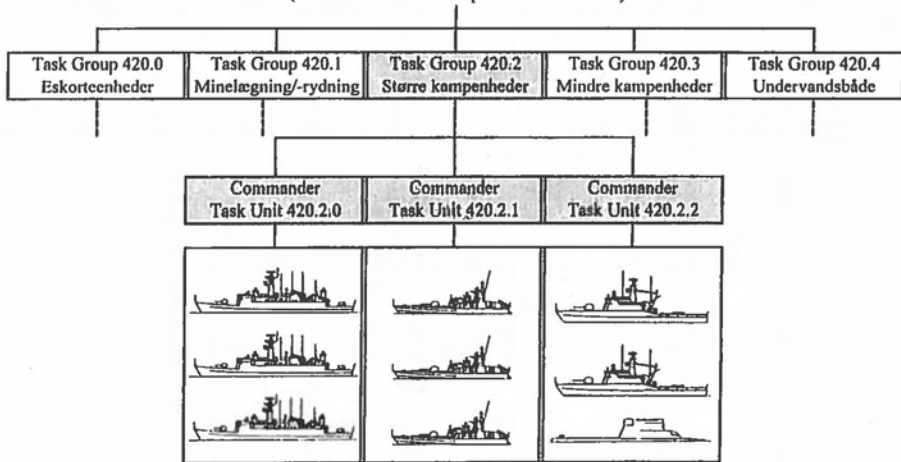 Task Group 420.0
Eskorteenheder
Task Group 420.1
Minelægning/-rydning
Task Group 420.2
Større kampenheder
Task Group 420.3
Mindre kampenheder
Task Group 420.4
Undervandsbåde
Commander
Task Unit 420.2.0
Commander
Task Unit 420.2.1
Commander
Task Unit 420.2.2